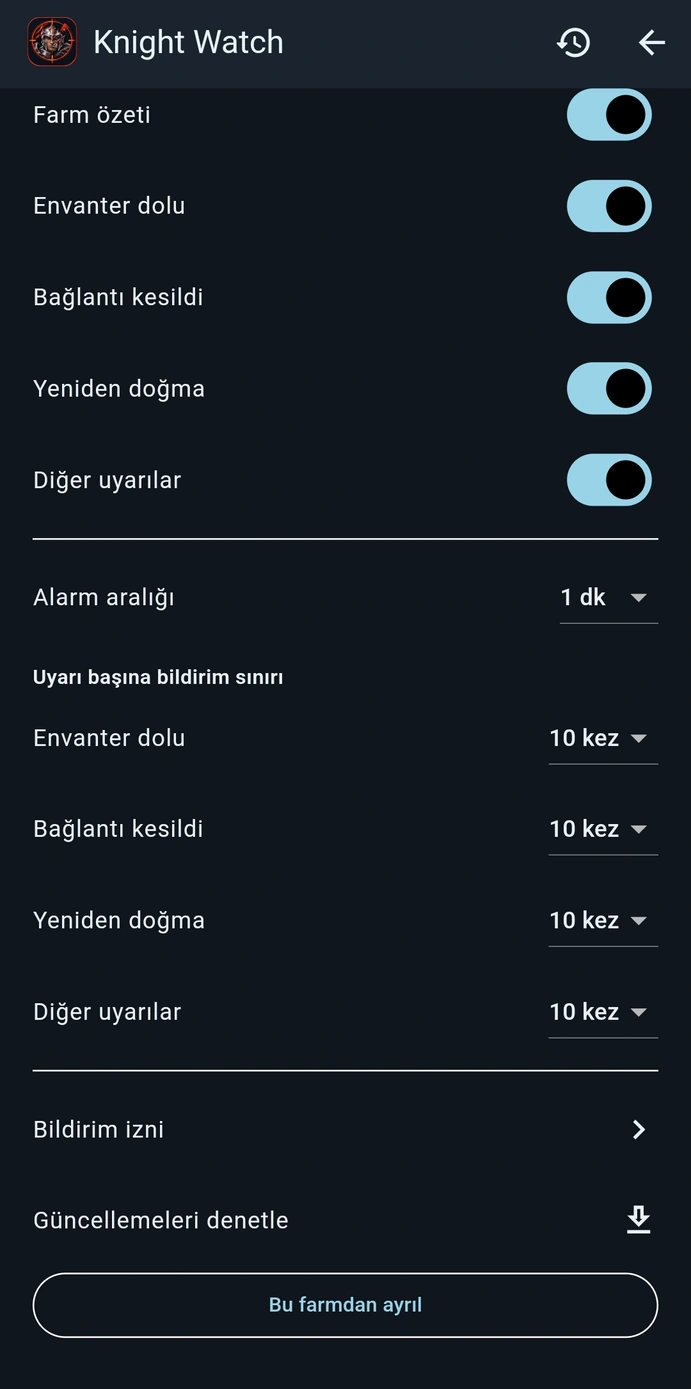 Knight Watch
Farm özeti
Envanter dolu
Bağlantı kesildi
Yeniden doğma
Diğer uyarılar
Alarm aralığı 1 dk
Uyarı başına bildirim sınırı
Envanter dolu 10 kez
Bağlantı kesildi 10 kez
Yeniden doğma 10 kez
Diğer uyarılar 10 kez
Bildirim izni
Güncellemeleri denetle
Bu farmdan ayrıl